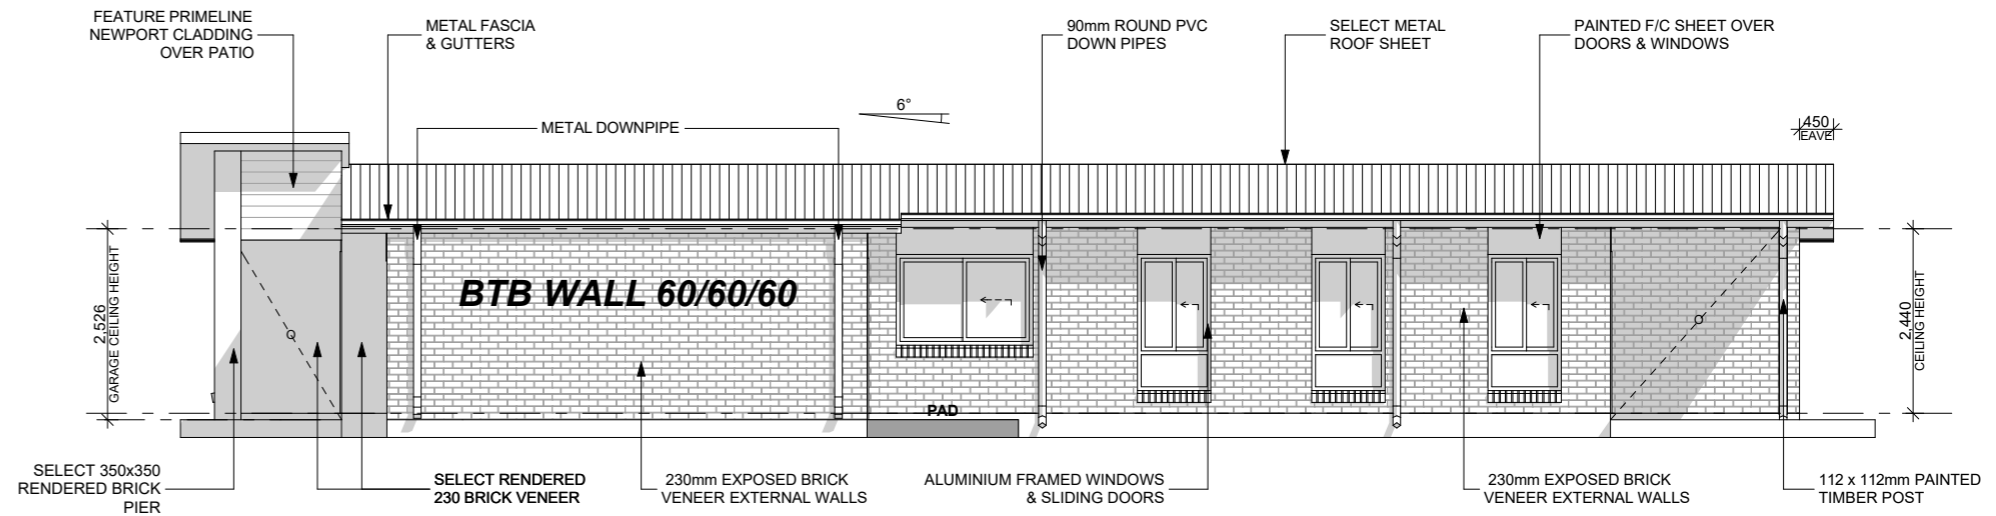 FEATURE PRIMELINE
NEWPORT CLADDING
OVER PATIO
METAL FASCIA
& GUTTERS
90mm ROUND PVC
DOWN PIPES
SELECT METAL
ROOF SHEET
PAINTED F/C SHEET OVER
DOORS & WINDOWS
METAL DOWNPIPE
6°
450
EAVE
2,526
GARAGE CEILING HEIGHT
BTB WALL 60/60/60
2,440
CEILING HEIGHT
PAD
SELECT 350x350
RENDERED BRICK
PIER
SELECT RENDERED
230 BRICK VENEER
230mm EXPOSED BRICK
VENEER EXTERNAL WALLS
ALUMINIUM FRAMED WINDOWS
& SLIDING DOORS
230mm EXPOSED BRICK
VENEER EXTERNAL WALLS
112 x 112mm PAINTED
TIMBER POST